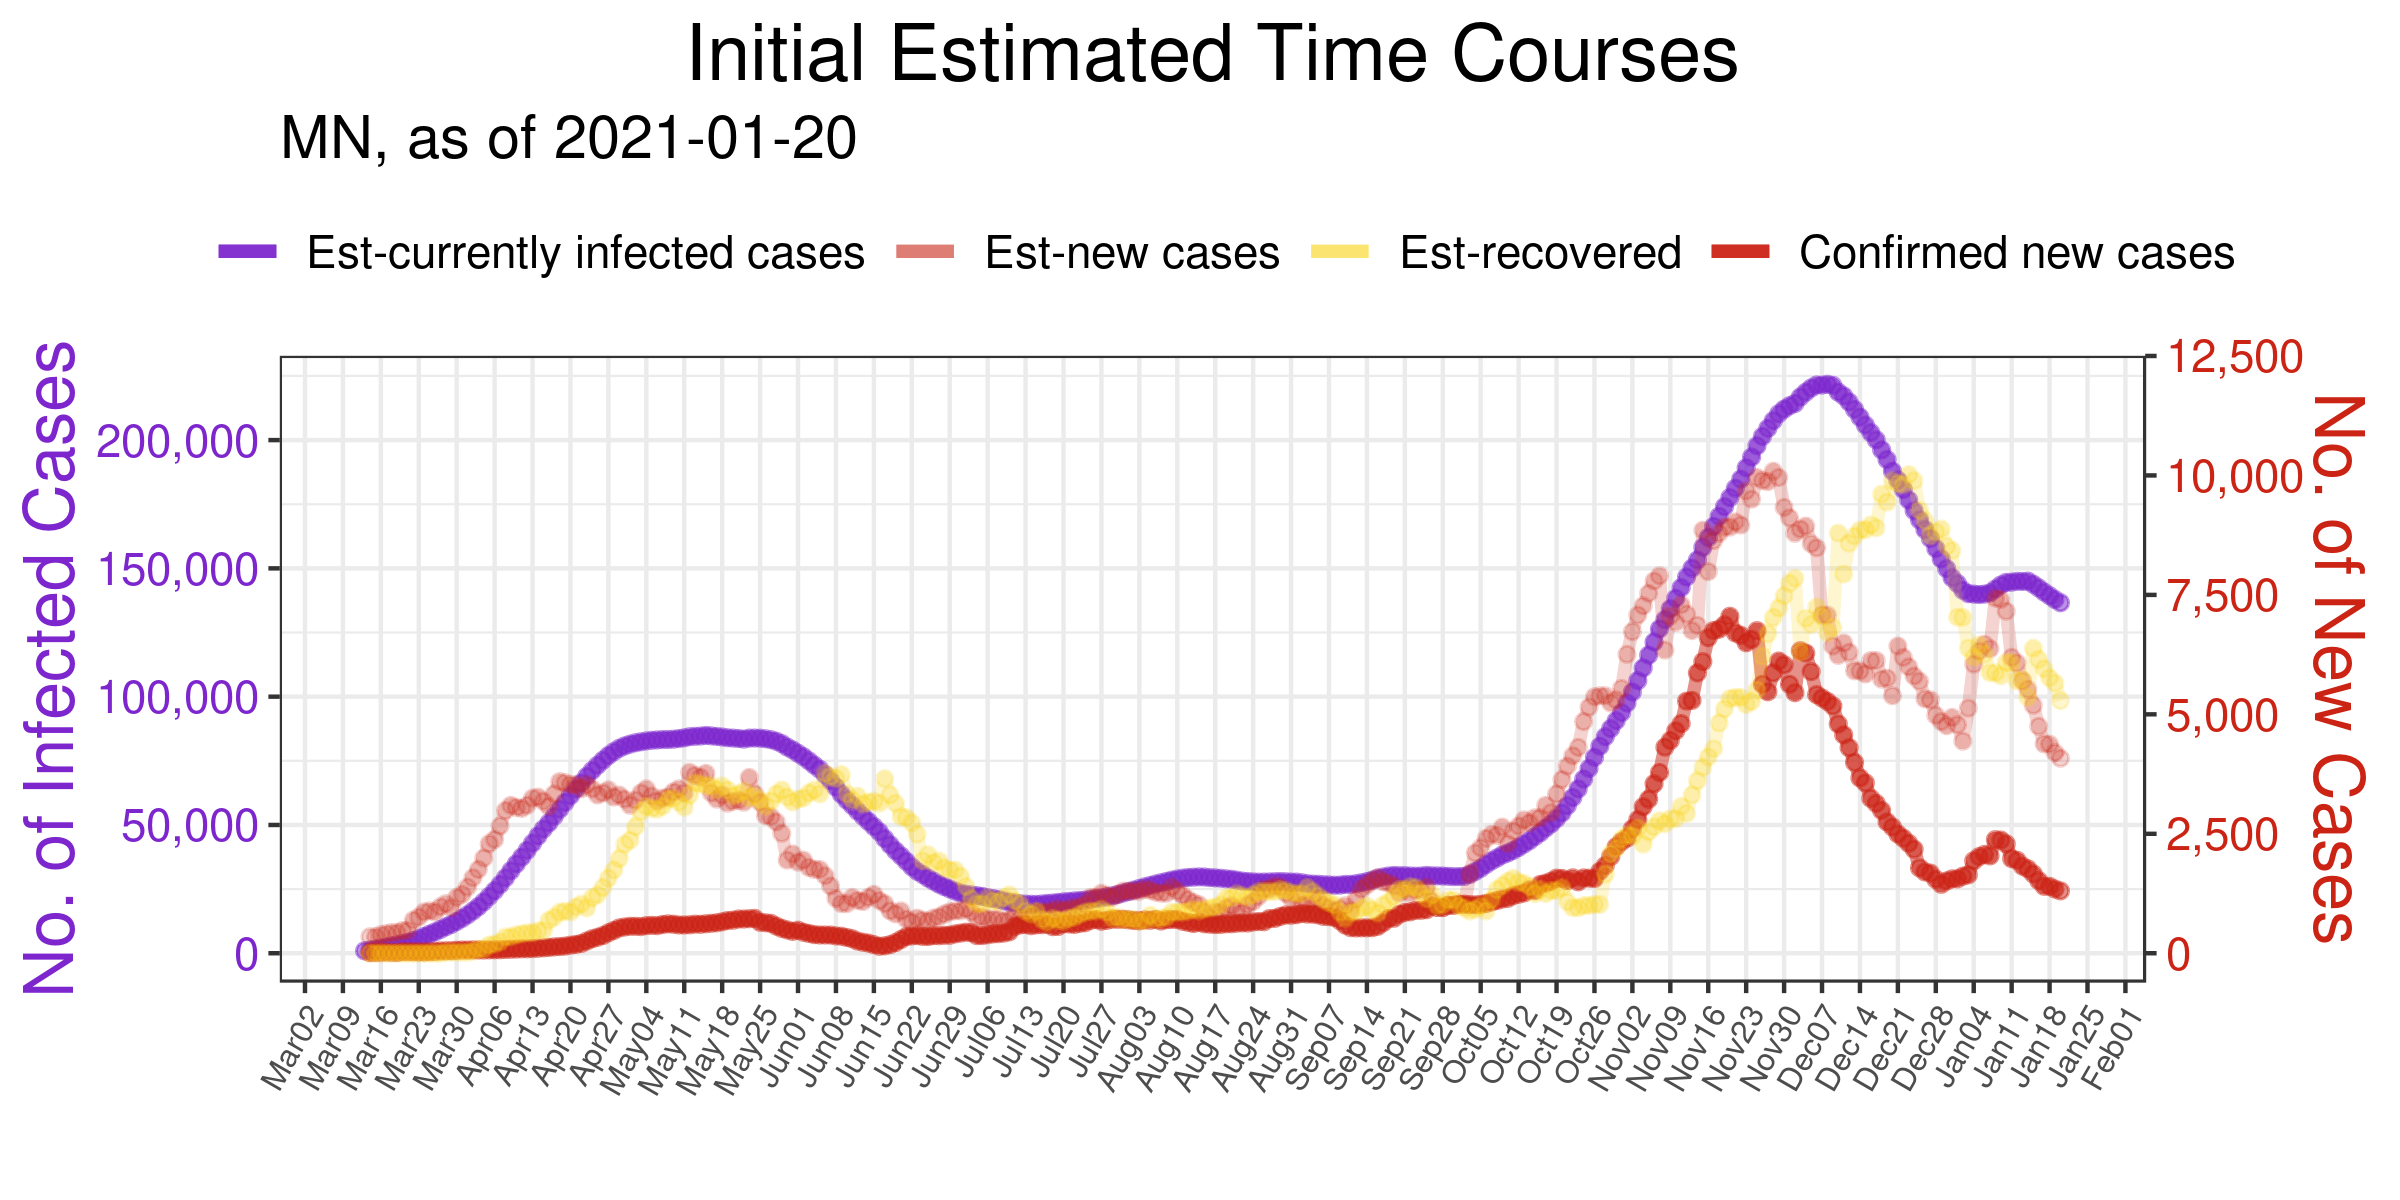 Initial Estimated Time Courses
MN, as of 2021-01-20
Est-currently infected cases Est-new cases Est-recovered Confirmed new cases
No. of Infected Cases
200,000
150,000
100,000
50,000
0
12,500
10,000
7,500
5,000
2,500
0
No. of New Cases
Mar02 Mar09 Mar16 Mar23 Mar30 Apr06 Apr13 Apr20 Apr27 May04 May11 May18 May25 Jun01 Jun08 Jun15 Jun22 Jun29 Jul06 Jul13 Jul20 Jul27 Aug03 Aug10 Aug17 Aug24 Aug31 Sep07 Sep14 Sep21 Sep28 Oct05 Oct12 Oct19 Oct26 Nov02 Nov09 Nov16 Nov23 Nov30 Dec07 Dec14 Dec21 Dec28 Jan04 Jan11 Jan18 Jan25 Feb01